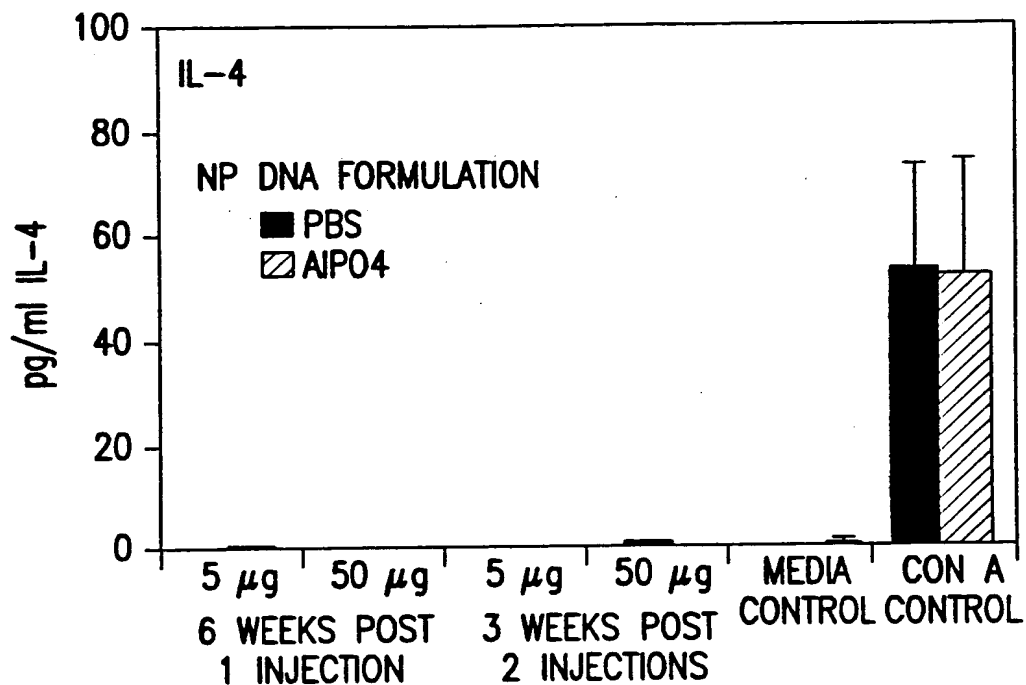 100
80
60
40
20
0
pg/ml IL-4
IL-4
NP DNA FORMULATION
PBS
AlPO4
5 μg
50 μg
5 μg
50 μg
MEDIA CONTROL
CON A CONTROL
6 WEEKS POST
1 INJECTION
3 WEEKS POST
2 INJECTIONS